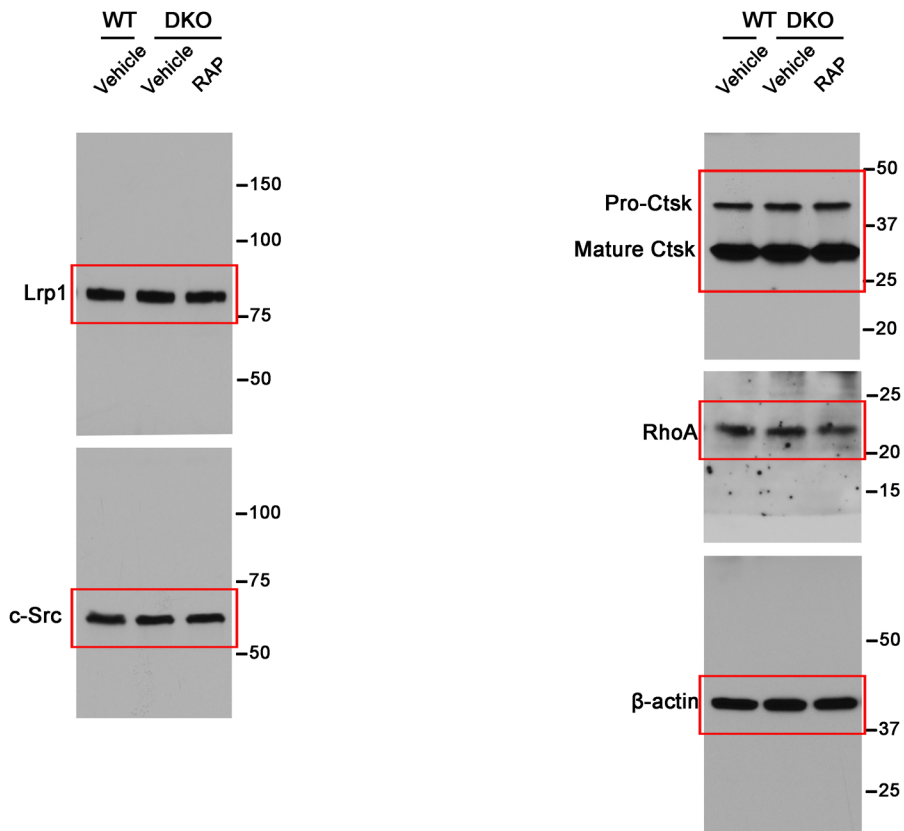 WT DKO
Vehicle Vehicle RAP
–150
–100
Lrp1
–75
–50
–100
–75
c-Src
–50
WT DKO
Vehicle Vehicle RAP
–50
Pro-Ctsk
–37
Mature Ctsk
–25
–20
–25
RhoA
–20
–15
–50
β-actin
–37
–25